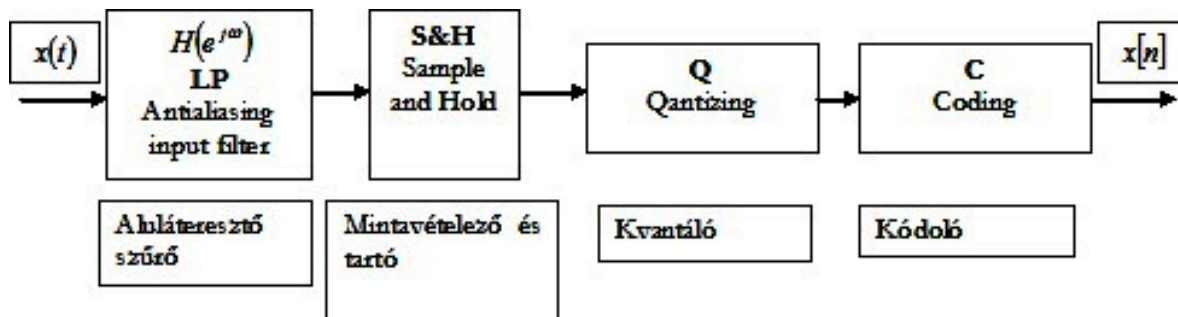 x(t)
H(e^{jω})
LP
Antialiasing
input filter
S&H
Sample
and Hold
Q
Qantizing
C
Coding
x[n]
Aluláteresztő
szűrő
Mintavételező és
tartó
Kvantáló
Kódoló